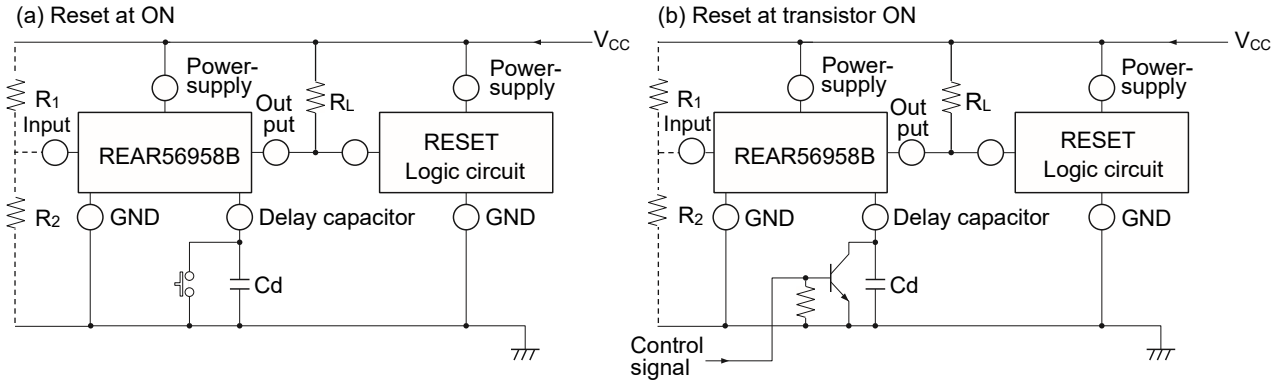 (a) Reset at ON
VCC
Power-
supply
Power-
supply
R1
Input
Out
put
RL
REAR56958B
RESET
Logic circuit
R2
GND
Delay capacitor
GND
Cd
(b) Reset at transistor ON
VCC
Power-
supply
Power-
supply
R1
Input
Out
put
RL
REAR56958B
RESET
Logic circuit
R2
GND
Delay capacitor
GND
Cd
Control
signal